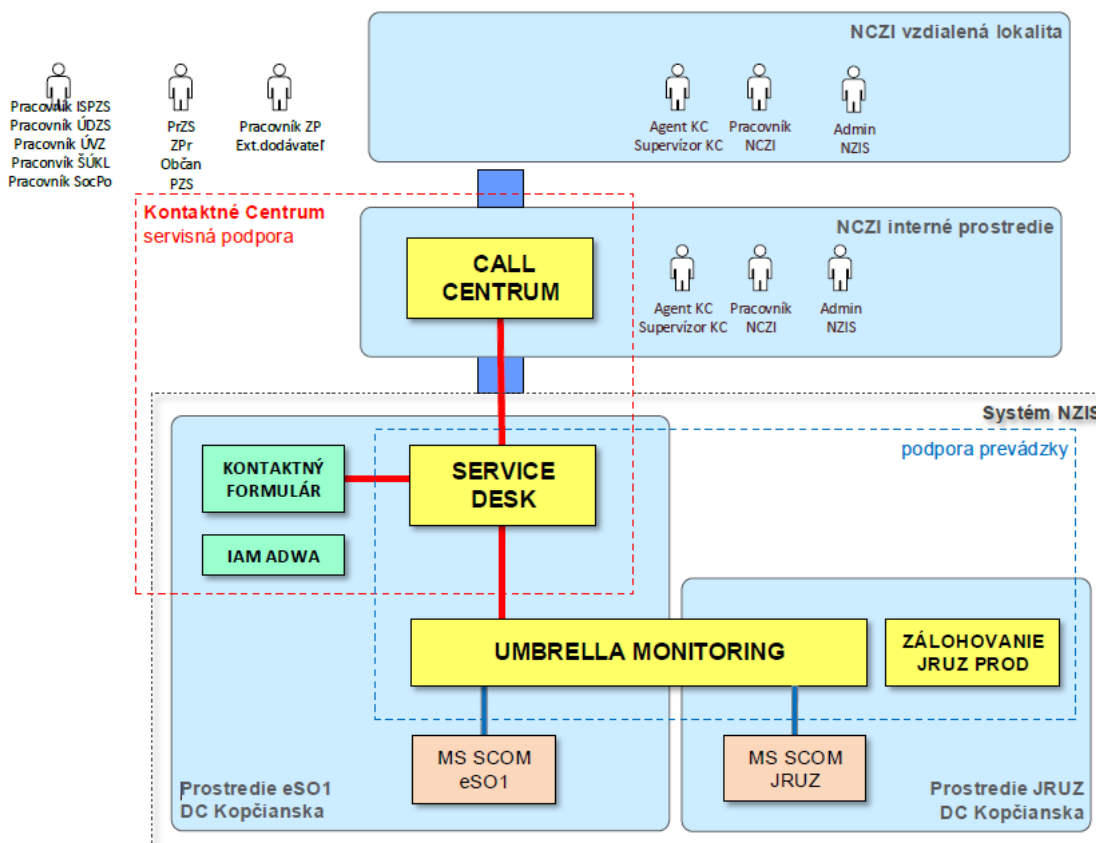 NCZI vzdialená lokalita
Pracovník ISPZS
Pracovník ÚDZS
Pracovník ÚVZ
Praconvík ŠÚKL
Pracovník SocPo
PrZS
ZPr
Občan
PZS
Pracovník ZP
Ext.dodávateľ
Agent KC
Supervízor KC
Pracovník
NCZI
Admin
NZIS
Kontaktné Centrum
servisná podpora
NCZI interné prostredie
CALL
CENTRUM
Agent KC
Supervízor KC
Pracovník
NCZI
Admin
NZIS
Systém NZIS
podpora prevádzky
KONTAKTNÝ
FORMULÁR
SERVICE
DESK
IAM ADWA
UMBRELLA MONITORING
ZÁLOHOVANIE
JRUZ PROD
MS SCOM
eSO1
MS SCOM
JRUZ
Prostredie eSO1
DC Kopčianska
Prostredie JRUZ
DC Kopčianska